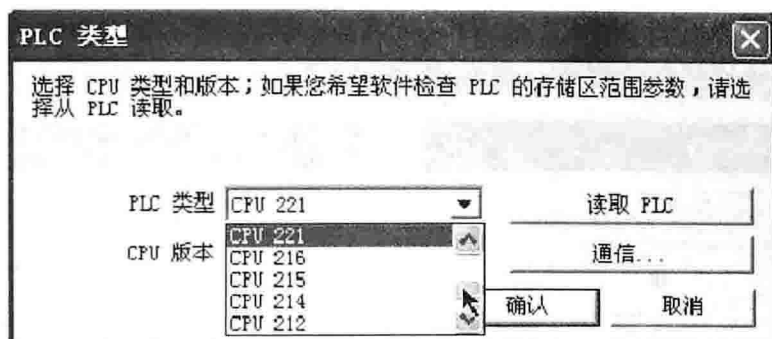 PLC 类型
选择 CPU 类型和版本；如果您希望软件检查 PLC 的存储区范围参数，请选
择从 PLC 读取。
PLC 类型 CPU 221 读取 PLC
CPU 221
CPU 版本 CPU 216 通信...
CPU 215
CPU 214 确认 取消
CPU 212